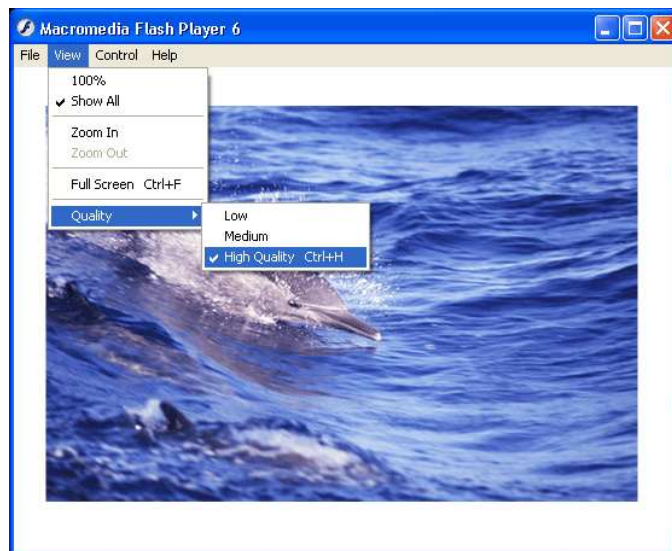 Macromedia Flash Player 6
File View Control Help
100%
Show All
Zoom In
Zoom Out
Full Screen Ctrl+F
Quality
Low
Medium
High Quality Ctrl+H